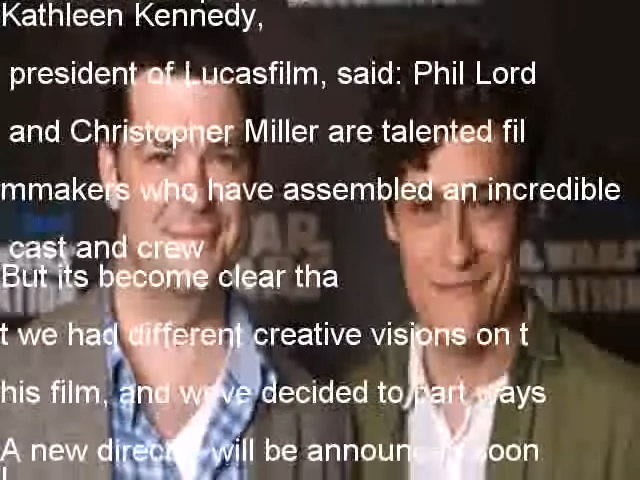 Kathleen Kennedy,
president of Lucasfilm, said: Phil Lord
and Christopher Miller are talented fil
mmakers who have assembled an incredible
cast and crew
But its become clear tha
t we had different creative visions on t
his film, and weve decided to part ways
A new director will be announced soon